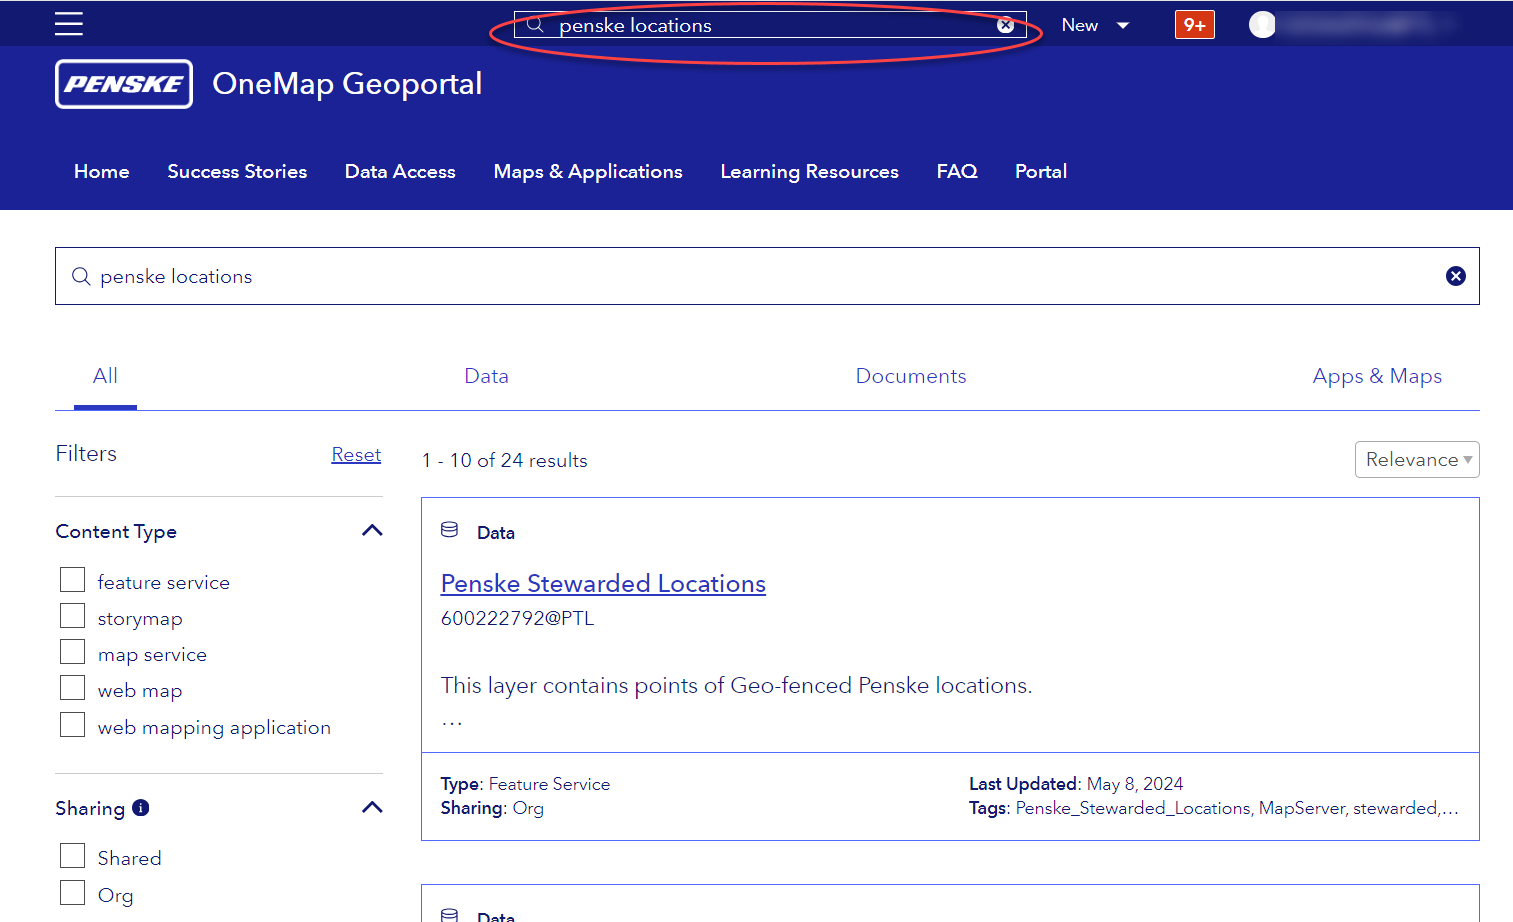 penske locations
New
9+
PENSKE
OneMap Geoportal
Home
Success Stories
Data Access
Maps & Applications
Learning Resources
FAQ
Portal
penske locations
All
Data
Documents
Apps & Maps
Filters
Reset
1 - 10 of 24 results
Relevance
Content Type
feature service
storymap
map service
web map
web mapping application
Sharing
Shared
Org
Data
Penske Stewarded Locations
600222792@PTL
This layer contains points of Geo-fenced Penske locations.
...
Type: Feature Service
Sharing: Org
Last Updated: May 8, 2024
Tags: Penske_Stewarded_Locations, MapServer, stewarded,...
Data